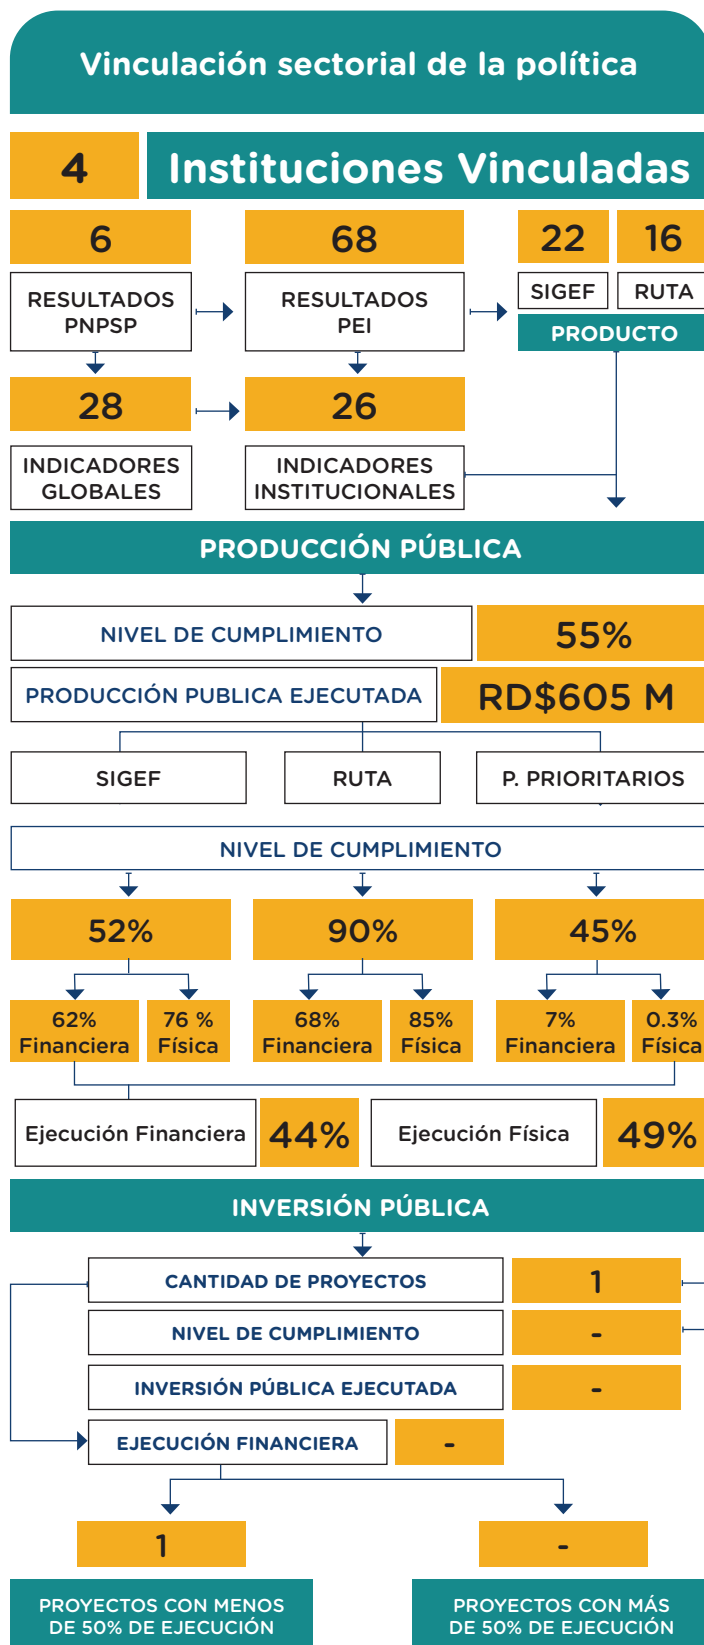 Vinculación sectorial de la política
4
Instituciones Vinculadas
6
68
22
16
RESULTADOS
PNPSP
RESULTADOS
PEI
SIGEF
RUTA
PRODUCTO
28
26
INDICADORES
GLOBALES
INDICADORES
INSTITUCIONALES
PRODUCCIÓN PÚBLICA
NIVEL DE CUMPLIMIENTO
55%
PRODUCCIÓN PUBLICA EJECUTADA
RD$605 M
SIGEF
RUTA
P. PRIORITARIOS
NIVEL DE CUMPLIMIENTO
52%
90%
45%
62%
Financiera
76 %
Física
68%
Financiera
85%
Física
7%
Financiera
0.3%
Física
Ejecución Financiera
44%
Ejecución Física
49%
INVERSIÓN PÚBLICA
CANTIDAD DE PROYECTOS
1
NIVEL DE CUMPLIMIENTO
-
INVERSIÓN PÚBLICA EJECUTADA
-
EJECUCIÓN FINANCIERA
-
1
-
PROYECTOS CON MENOS
DE 50% DE EJECUCIÓN
PROYECTOS CON MÁS
DE 50% DE EJECUCIÓN